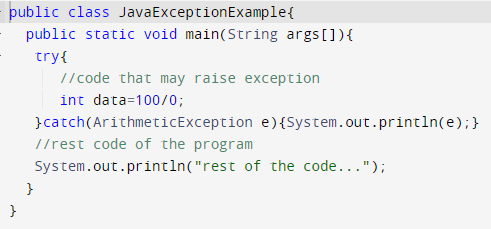 public class JavaExceptionExample{
  public static void main(String args[]){
   try{
      //code that may raise exception
      int data=100/0;
   }catch(ArithmeticException e){System.out.println(e);}
   //rest code of the program
   System.out.println("rest of the code...");
  }
}